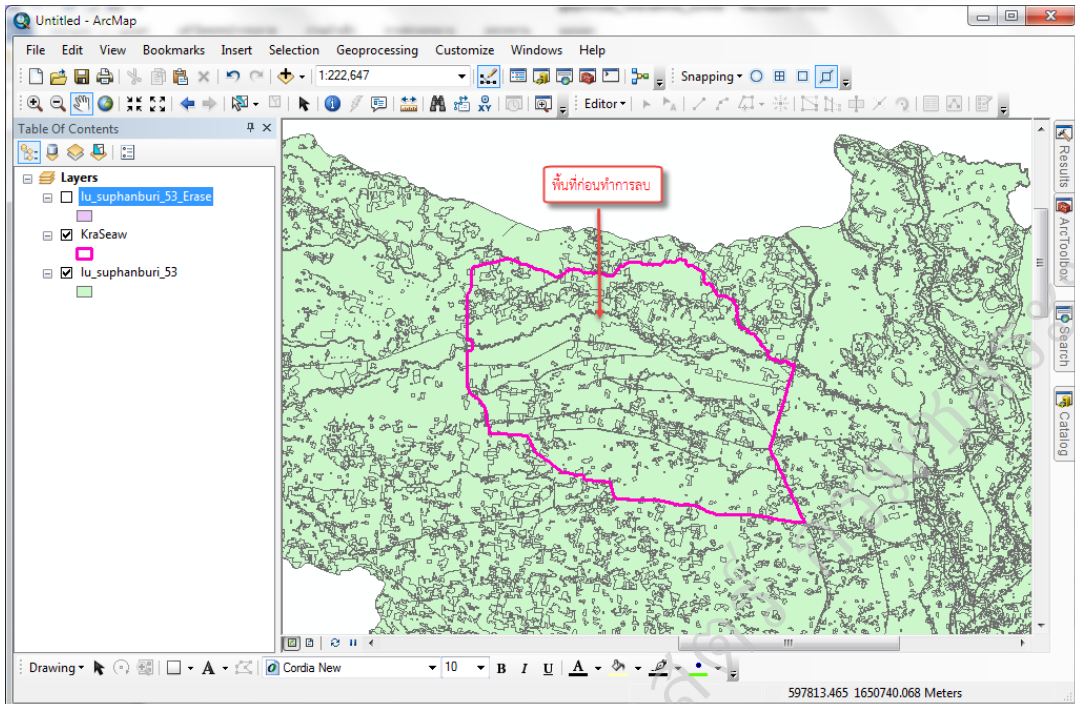 Untitled - ArcMap
File Edit View Bookmarks Insert Selection Geoprocessing Customize Windows Help
1:222,647 Snapping
Editor
Table Of Contents
Layers
lu_suphanburi_53_Erase
KraSeaw
lu_suphanburi_53
พื้นที่ก่อนทำการลบ
Results
ArcToolbox
Search
Catalog
Drawing A Cordia New 10 B I U A
597813.465 1650740.068 Meters